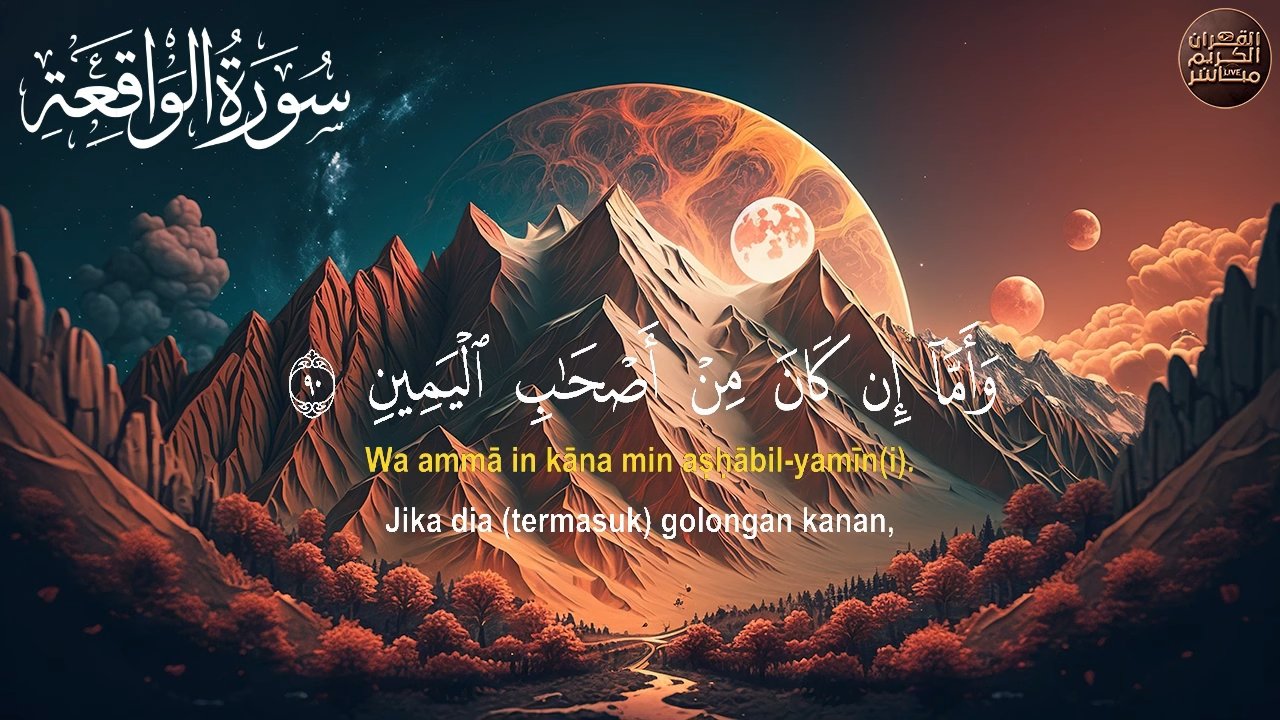 سُورَةُ الوَاقِعَةِ
القرآن
الكريم
LIVE
مباشر
وَأَمَّآ إِن كَانَ مِنْ أَصْحَٰبِ ٱلْيَمِينِ ٩٠
Wa ammā in kāna min aṣḥābil-yamīn(i).
Jika dia (termasuk) golongan kanan,